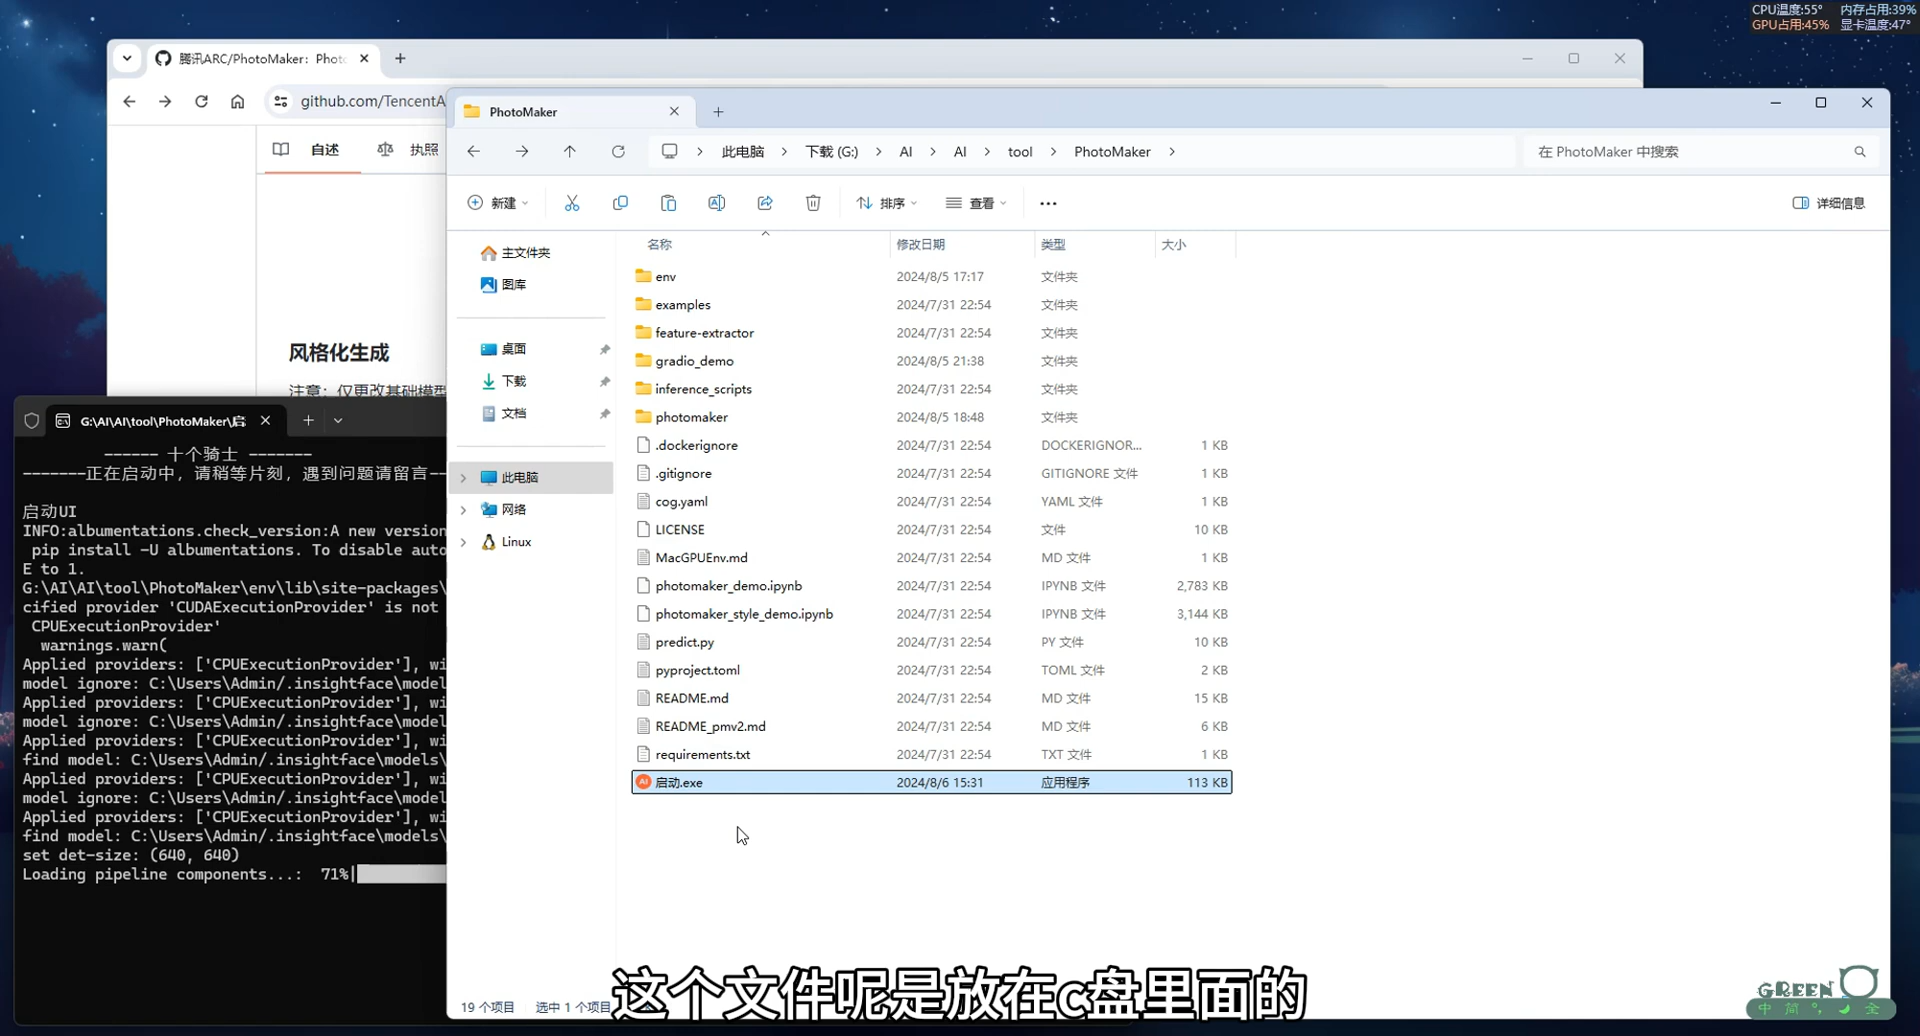 CPU温度:55° 内存占用:39%
GPU占用:45% 显卡温度:47°
腾讯ARC/PhotoMaker: Phot
github.com/TencentA
自述 执照
风格化生成
注意：仅更改基础模型
PhotoMaker
此电脑 下载 (G:) AI AI tool PhotoMaker
在 PhotoMaker 中搜索
新建 排序 查看 详细信息
主文件夹
图库
桌面
下载
文档
此电脑
网络
Linux
名称 修改日期 类型 大小
env 2024/8/5 17:17 文件夹
examples 2024/7/31 22:54 文件夹
feature-extractor 2024/7/31 22:54 文件夹
gradio_demo 2024/8/5 21:38 文件夹
inference_scripts 2024/7/31 22:54 文件夹
photomaker 2024/8/5 18:48 文件夹
.dockerignore 2024/7/31 22:54 DOCKERIGNOR... 1 KB
.gitignore 2024/7/31 22:54 GITIGNORE 文件 1 KB
cog.yaml 2024/7/31 22:54 YAML 文件 1 KB
LICENSE 2024/7/31 22:54 文件 10 KB
MacGPUEnv.md 2024/7/31 22:54 MD 文件 1 KB
photomaker_demo.ipynb 2024/7/31 22:54 IPYNB 文件 2,783 KB
photomaker_style_demo.ipynb 2024/7/31 22:54 IPYNB 文件 3,144 KB
predict.py 2024/7/31 22:54 PY 文件 10 KB
pyproject.toml 2024/7/31 22:54 TOML 文件 2 KB
README.md 2024/7/31 22:54 MD 文件 15 KB
README_pmv2.md 2024/7/31 22:54 MD 文件 6 KB
requirements.txt 2024/7/31 22:54 TXT 文件 1 KB
启动.exe 2024/8/6 15:31 应用程序 113 KB
19 个项目 选中 1 个项目
G:\AI\AI\tool\PhotoMaker\启
------ 十个骑士 -------
-------正在启动中，请稍等片刻，遇到问题请留言--
启动UI
INFO:albumentations.check_version:A new version
pip install -U albumentations. To disable auto
E to 1.
G:\AI\AI\tool\PhotoMaker\env\lib\site-packages\
cified provider 'CUDAExecutionProvider' is not
CPUExecutionProvider'
warnings.warn(
Applied providers: ['CPUExecutionProvider'], wi
model ignore: C:\Users\Admin/.insightface\model
Applied providers: ['CPUExecutionProvider'], wi
model ignore: C:\Users\Admin/.insightface\model
Applied providers: ['CPUExecutionProvider'], wi
find model: C:\Users\Admin/.insightface\models\
Applied providers: ['CPUExecutionProvider'], wi
model ignore: C:\Users\Admin/.insightface\model
Applied providers: ['CPUExecutionProvider'], wi
find model: C:\Users\Admin/.insightface\models\
set det-size: (640, 640)
Loading pipeline components...: 71%|
这个文件呢是放在c盘里面的
GREEN
中 简 °, 全